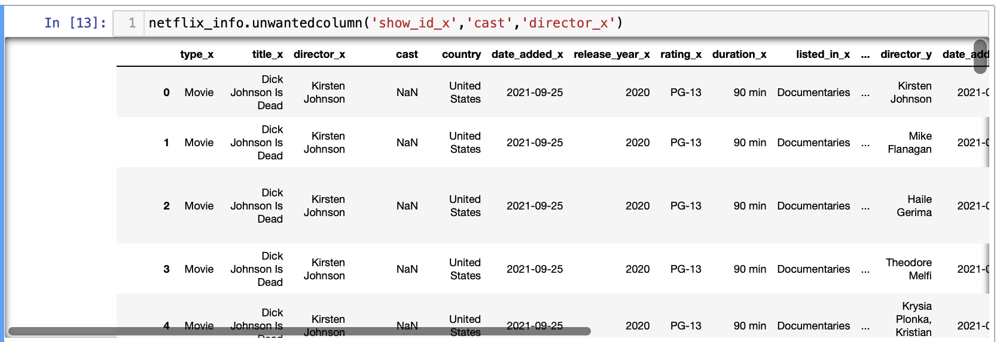 In [13]: 1 netflix_info.unwantedcolumn('show_id_x','cast','director_x')
type_x title_x director_x cast country date_added_x release_year_x rating_x duration_x listed_in_x ... director_y date_add
0 Movie Dick Johnson Is Dead Kirsten Johnson NaN United States 2021-09-25 2020 PG-13 90 min Documentaries ... Kirsten Johnson 2021-0
1 Movie Dick Johnson Is Dead Kirsten Johnson NaN United States 2021-09-25 2020 PG-13 90 min Documentaries ... Mike Flanagan 2021-0
2 Movie Dick Johnson Is Dead Kirsten Johnson NaN United States 2021-09-25 2020 PG-13 90 min Documentaries ... Haile Gerima 2021-0
3 Movie Dick Johnson Is Dead Kirsten Johnson NaN United States 2021-09-25 2020 PG-13 90 min Documentaries ... Theodore Melfi 2021-0
4 Movie Dick Johnson Is Dead Kirsten Johnson NaN United States 2021-09-25 2020 PG-13 90 min Documentaries ... Krysia Plonka, Kristian 2021-0